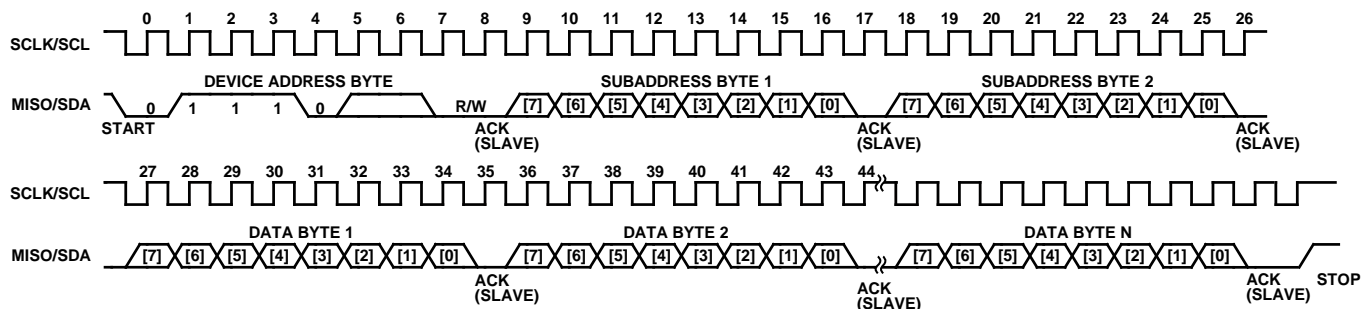 0 1 2 3 4 5 6 7 8 9 10 11 12 13 14 15 16 17 18 19 20 21 22 23 24 25 26
SCLK/SCL
DEVICE ADDRESS BYTE SUBADDRESS BYTE 1 SUBADDRESS BYTE 2
MISO/SDA 0 1 1 1 0 R/W [7] [6] [5] [4] [3] [2] [1] [0] [7] [6] [5] [4] [3] [2] [1] [0]
START ACK (SLAVE) ACK (SLAVE) ACK (SLAVE)
27 28 29 30 31 32 33 34 35 36 37 38 39 40 41 42 43 44
SCLK/SCL
DATA BYTE 1 DATA BYTE 2 DATA BYTE N
MISO/SDA [7] [6] [5] [4] [3] [2] [1] [0] [7] [6] [5] [4] [3] [2] [1] [0] [7] [6] [5] [4] [3] [2] [1] [0]
ACK (SLAVE) ACK (SLAVE) ACK (SLAVE) STOP